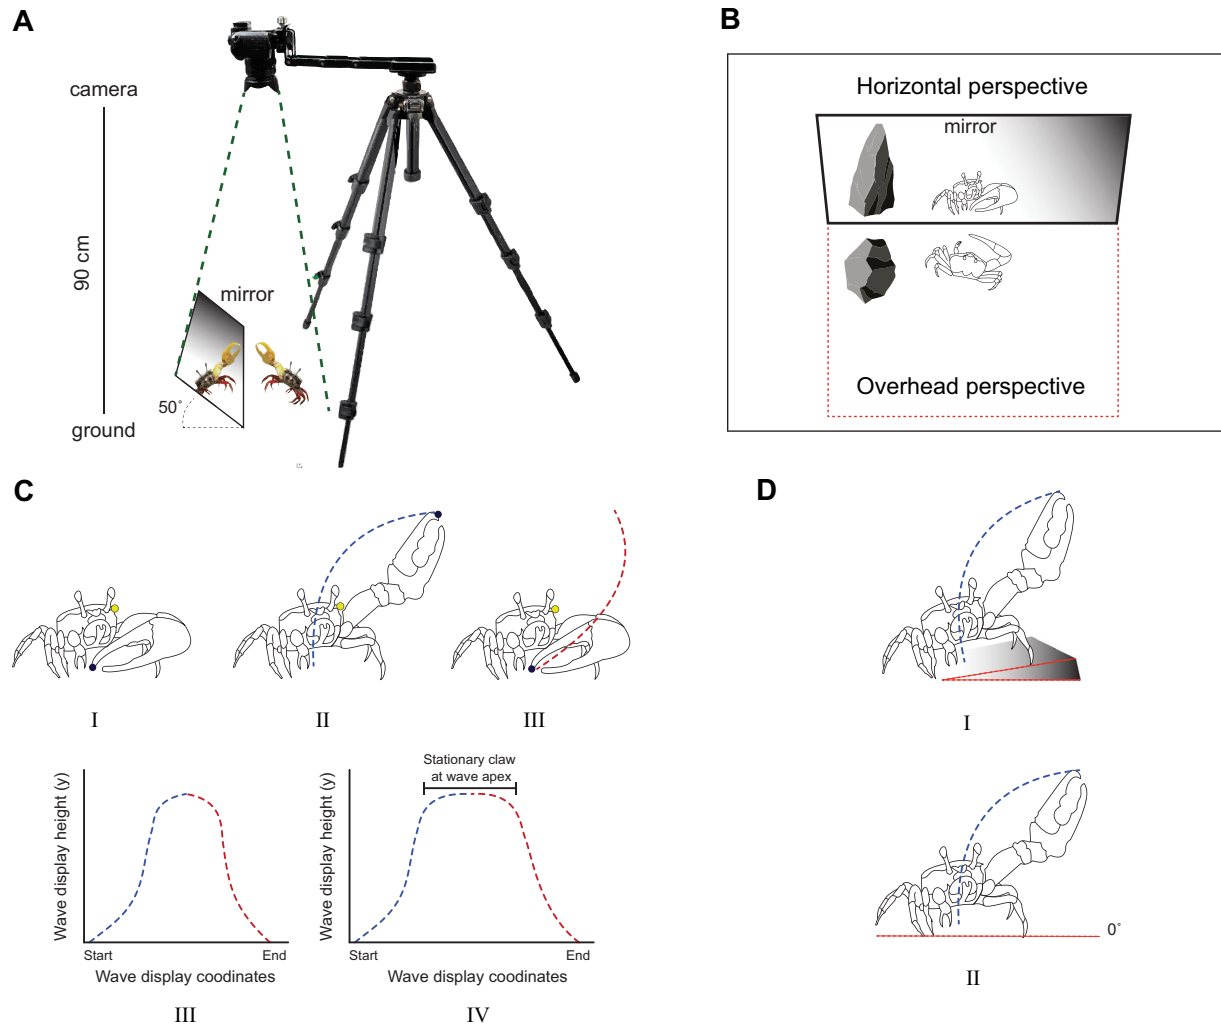 A
camera
90 cm
mirror
50°
ground
B
Horizontal perspective
mirror
Overhead perspective
C
I
II
III
Wave display height (y)
Start
End
Wave display coodinates
III
Wave display height (y)
Stationary claw
at wave apex
Start
End
Wave display coordinates
IV
D
I
0°
II